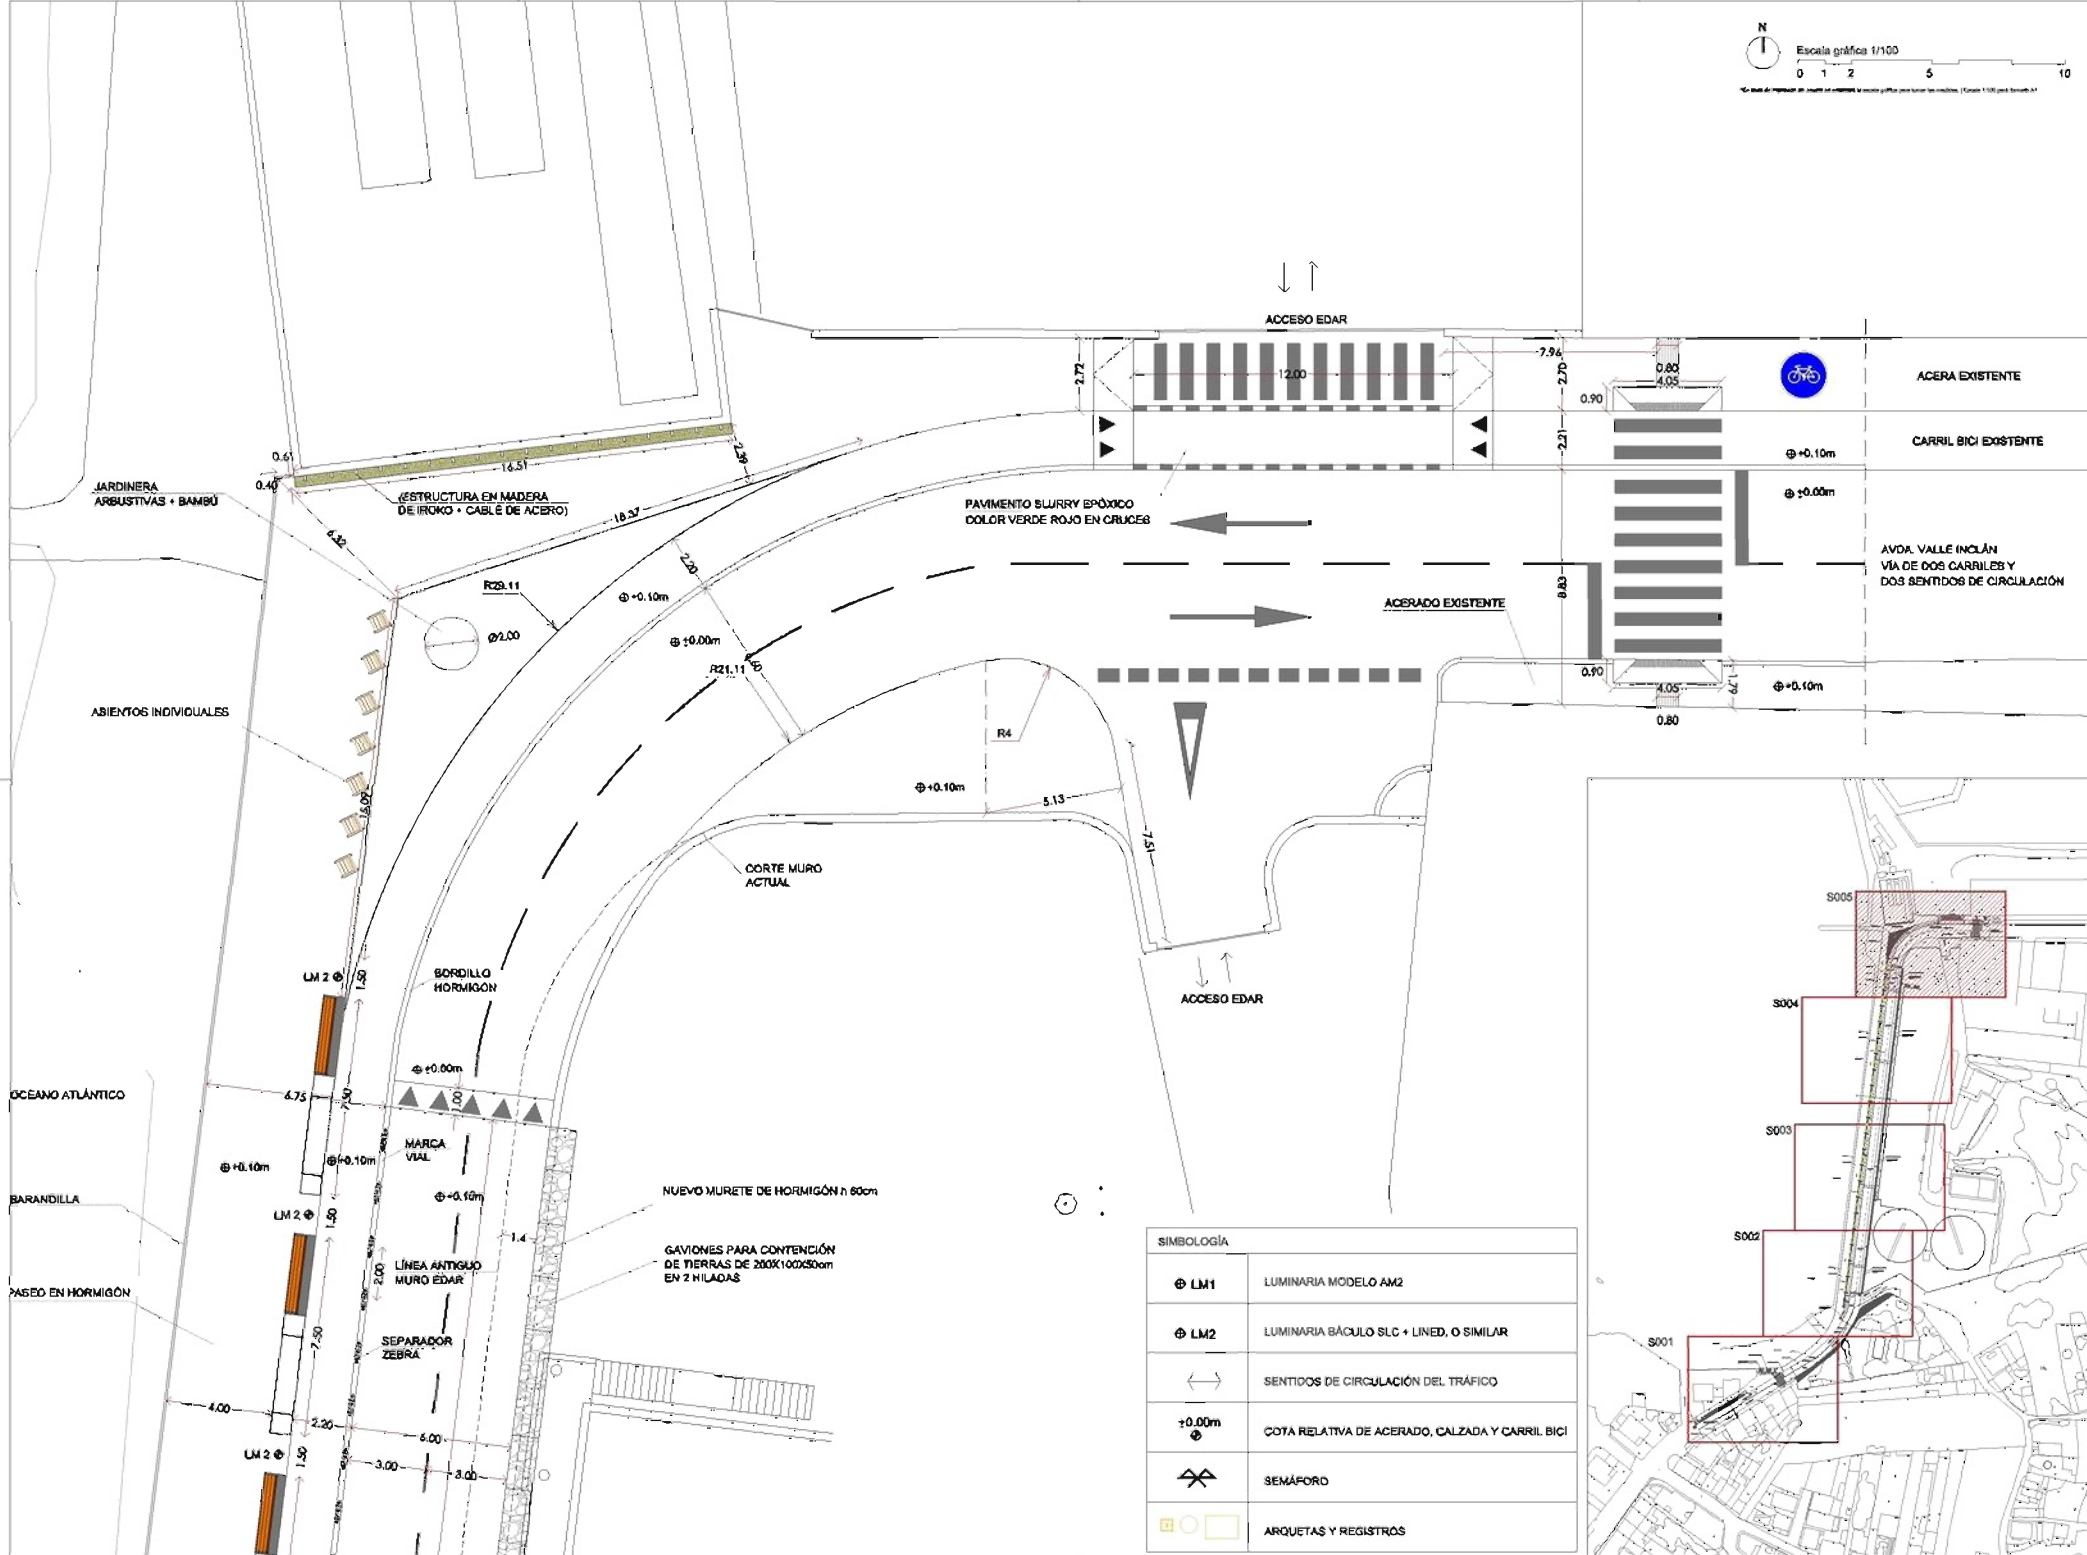 N
Escala gráfica 1/100
0 1 2 5 10
ACCESO EDAR
2.72
12.00
7.96
2.70
0.80
4.05
0.90
ACERA EXISTENTE
2.21
CARRIL BICI EXISTENTE
+0.10m
±0.00m
0.40
16.51
2.39
JARDINERA
ARBUSTIVAS + BAMBÚ
(ESTRUCTURA EN MADERA
DE IROKO + CABLE DE ACERO)
18.37
6.32
PAVIMENTO SLURRY EPÓXICO
COLOR VERDE ROJO EN CRUCES
AVDA. VALLE INCLÁN
VÍA DE DOS CARRILES Y
DOS SENTIDOS DE CIRCULACIÓN
2.20
R29.11
+0.10m
8.83
ACERADO EXISTENTE
Ø2.00
±0.00m
R21.11
0.90
4.05
1.79
+0.10m
0.80
ASIENTOS INDIVIDUALES
R4
+0.10m
5.13
7.51
CORTE MURO
ACTUAL
S005
LM 2
1.50
BORDILLO
HORMIGÓN
ACCESO EDAR
S004
±0.00m
OCEANO ATLÁNTICO
6.75
7.50
1.00
S003
MARCA
VIAL
+0.10m
+0.10m
+0.10m
BARANDILLA
NUEVO MURETE DE HORMIGÓN h 60cm
LM 2
1.50
1.4
S002
SIMBOLOGÍA
GAVIONES PARA CONTENCIÓN
DE TIERRAS DE 200X100X50cm
EN 2 HILADAS
LÍNEA ANTIGUO
MURO EDAR
2.00
LM1
LUMINARIA MODELO AM2
PASEO EN HORMIGÓN
LM2
LUMINARIA BÁCULO SLC + LINED, O SIMILAR
SEPARADOR
ZEBRA
7.50
S001
SENTIDOS DE CIRCULACIÓN DEL TRÁFICO
4.00
2.20
6.00
±0.00m
COTA RELATIVA DE ACERADO, CALZADA Y CARRIL BICI
LM 2
1.50
3.00
3.00
SEMÁFORO
ARQUETAS Y REGISTROS